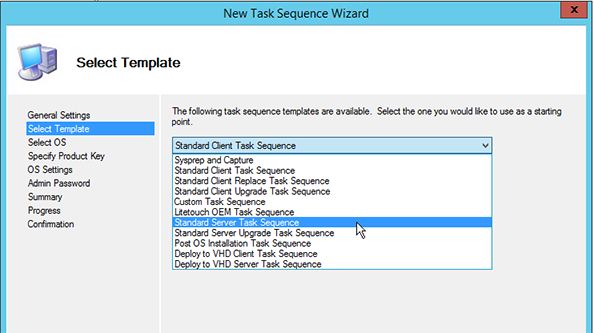 New Task Sequence Wizard
x
Select Template
General Settings
Select Template
Select OS
Specify Product Key
OS Settings
Admin Password
Summary
Progress
Confirmation
The following task sequence templates are available. Select the one you would like to use as a starting
point.
Standard Client Task Sequence
Sysprep and Capture
Standard Client Task Sequence
Standard Client Replace Task Sequence
Standard Client Upgrade Task Sequence
Custom Task Sequence
Litetouch OEM Task Sequence
Standard Server Task Sequence
Standard Server Upgrade Task Sequence
Post OS Installation Task Sequence
Deploy to VHD Client Task Sequence
Deploy to VHD Server Task Sequence